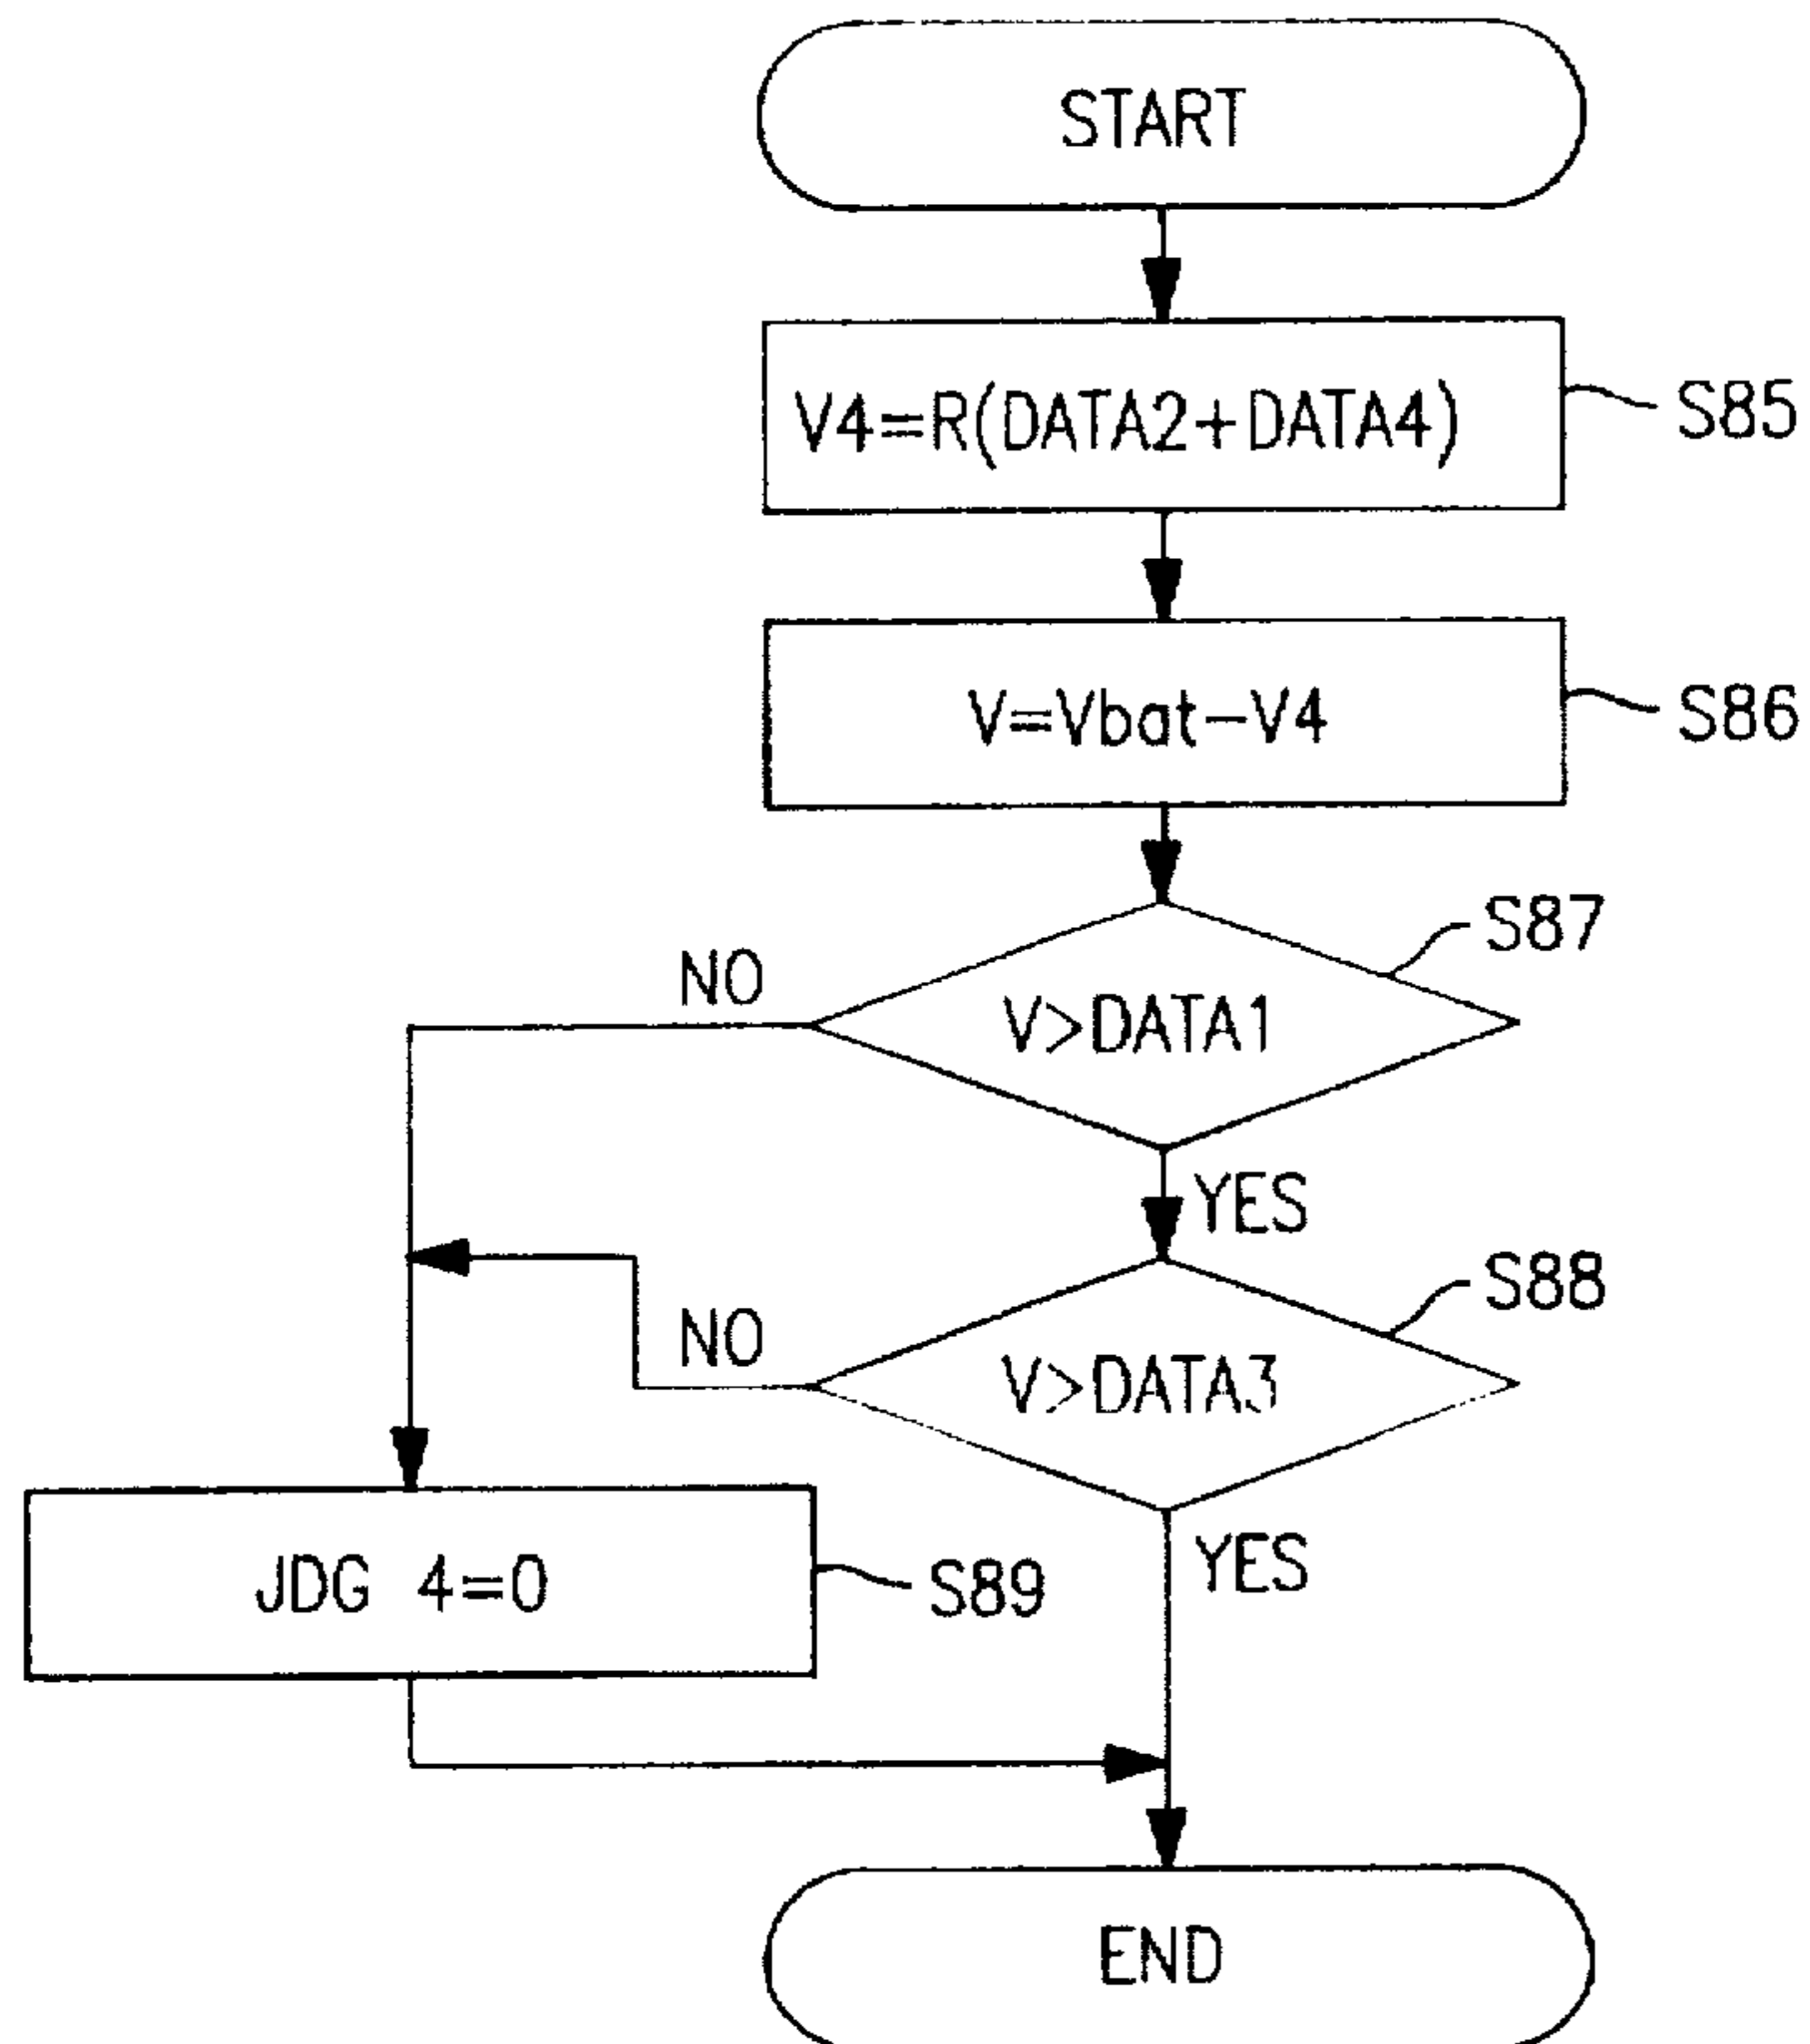 START
V4=R(DATA2+DATA4)
S85
V=Vbat-V4
S86
S87
NO
V>DATA1
YES
S88
NO
V>DATA3
YES
JDG 4=0
S89
END